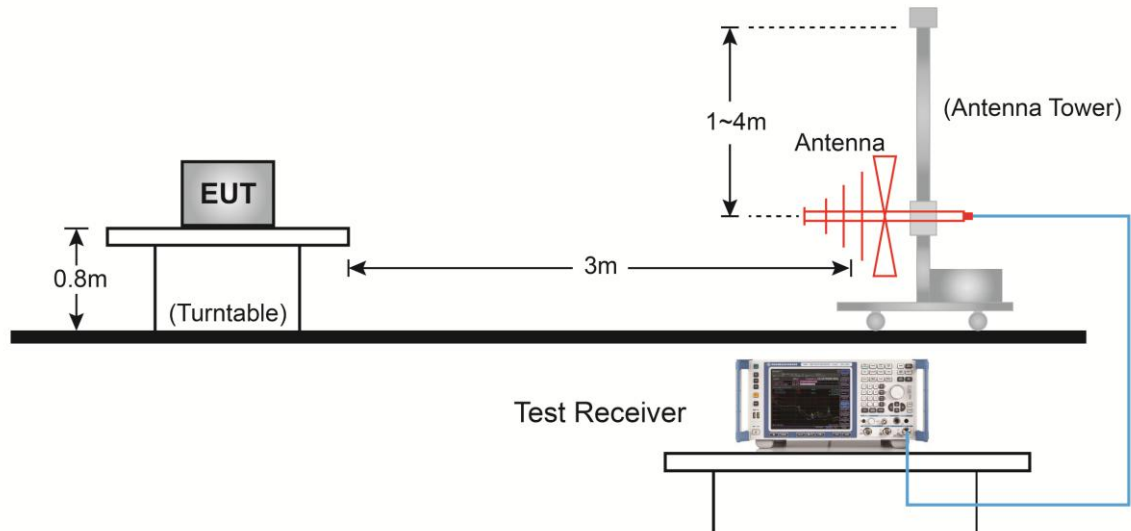 1~4m
(Antenna Tower)
Antenna
EUT
3m
0.8m
(Turntable)
Test Receiver